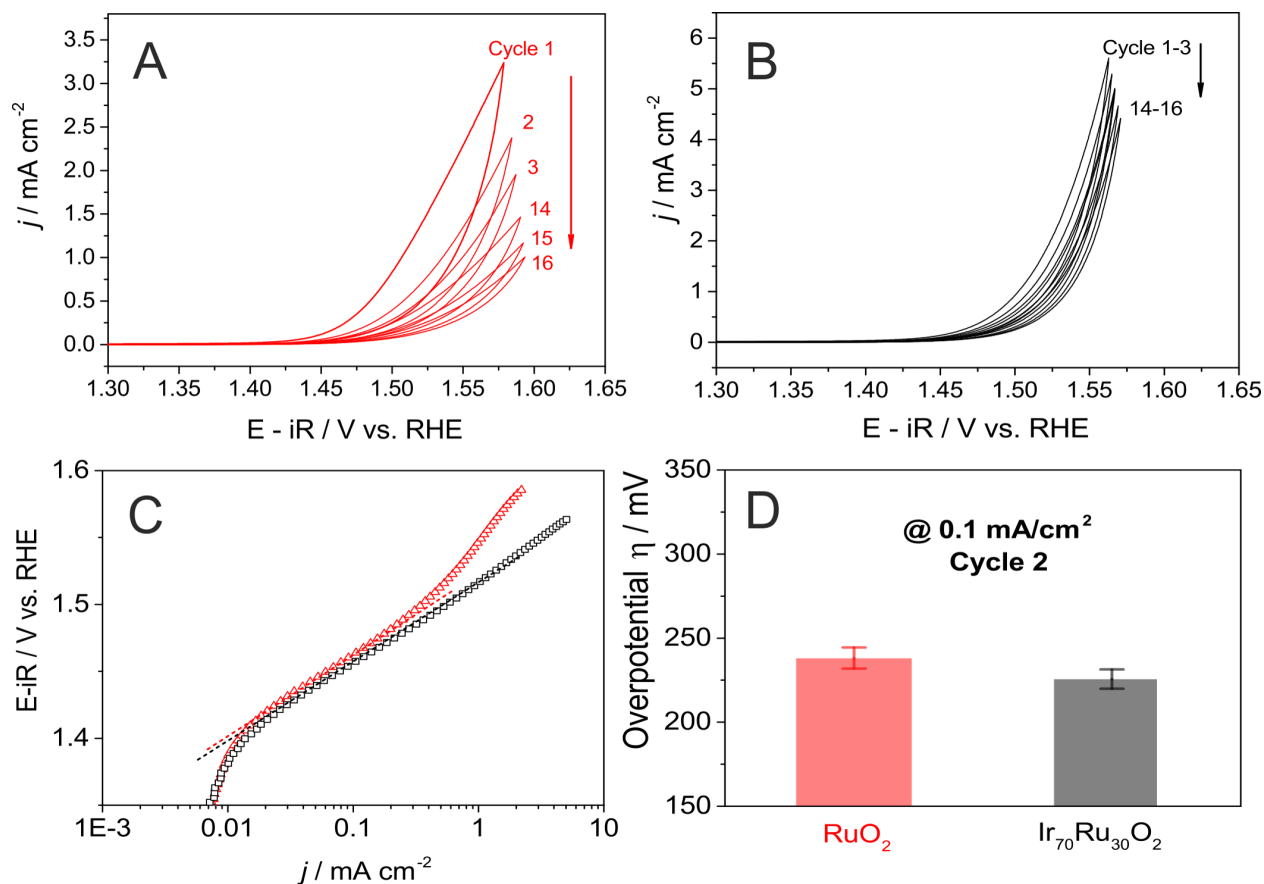 A
Cycle 1
2
3
14
15
16
3.5
3.0
2.5
2.0
1.5
1.0
0.5
0.0
j / mA cm⁻²
1.30 1.35 1.40 1.45 1.50 1.55 1.60 1.65
E - iR / V vs. RHE
B
Cycle 1-3
14-16
6
5
4
3
2
1
0
j / mA cm⁻²
1.30 1.35 1.40 1.45 1.50 1.55 1.60 1.65
E - iR / V vs. RHE
C
1.6
1.5
1.4
E-iR / V vs. RHE
1E-3 0.01 0.1 1 10
j / mA cm⁻²
D
@ 0.1 mA/cm²
Cycle 2
350
300
250
200
150
Overpotential η / mV
RuO₂ Ir₇₀Ru₃₀O₂